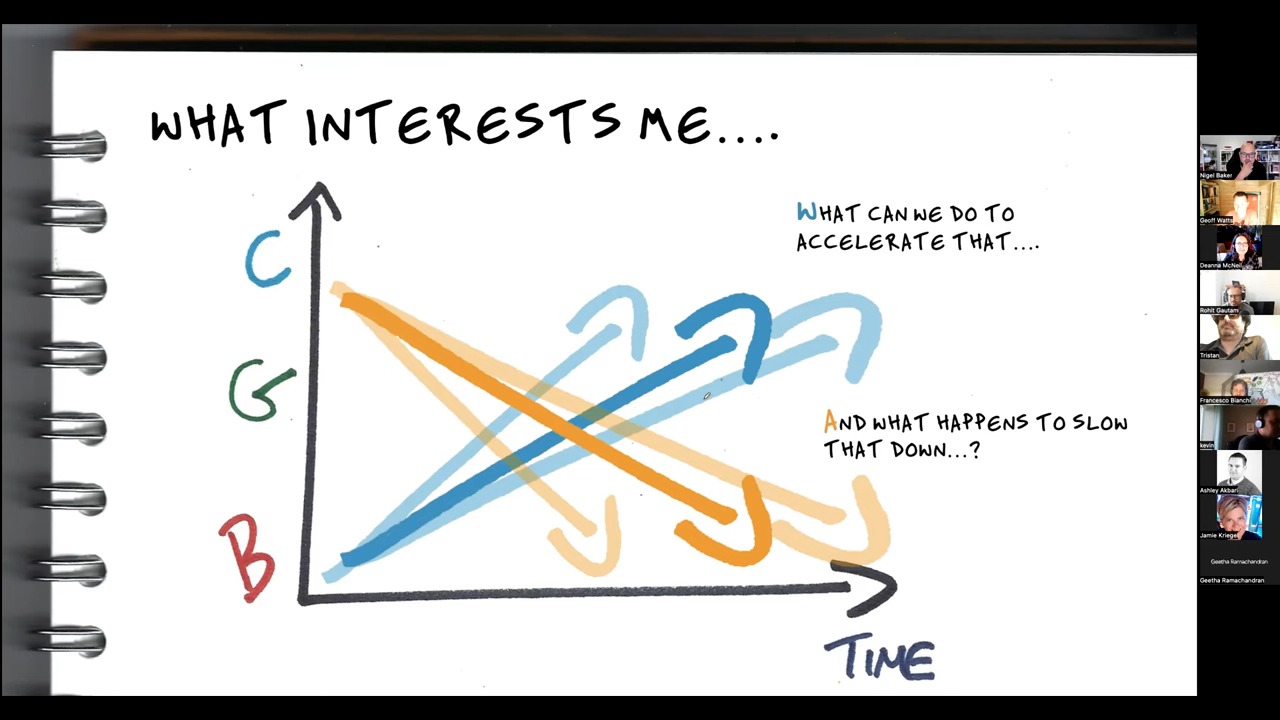 WHAT INTERESTS ME....
C
WHAT CAN WE DO TO
ACCELERATE THAT....
G
AND WHAT HAPPENS TO SLOW
THAT DOWN...?
B
TIME
Nigel Baker
Geoff Watts
Deanna McNeil
Rohit Gautam
Tristan
Francesco Bianchi
kevin
Ashley Akbari
Jamie Kriegel
Geetha Ramachandran
Geetha Ramachandran